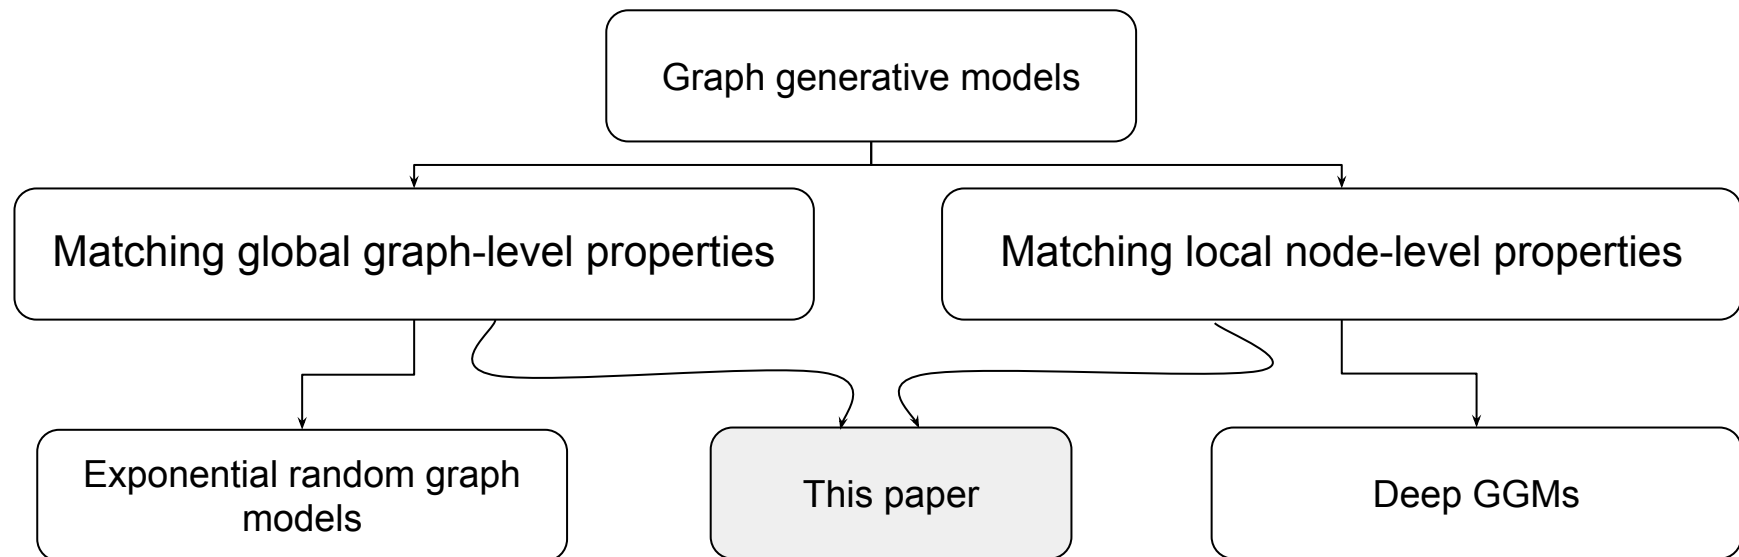 Graph generative models
Matching global graph-level properties
Matching local node-level properties
Exponential random graph
models
This paper
Deep GGMs